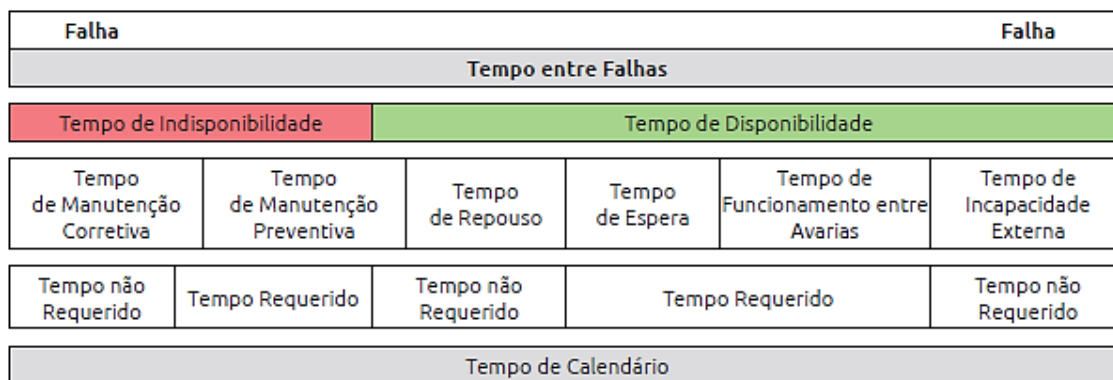 Falha Falha
Tempo entre Falhas
Tempo de Indisponibilidade Tempo de Disponibilidade
Tempo
de Manutenção
Corretiva
Tempo
de Manutenção
Preventiva
Tempo
de Repouso
Tempo
de Espera
Tempo de
Funcionamento entre
Avarias
Tempo de
Incapacidade
Externa
Tempo não
Requerido
Tempo Requerido
Tempo não
Requerido
Tempo Requerido
Tempo não
Requerido
Tempo de Calendário